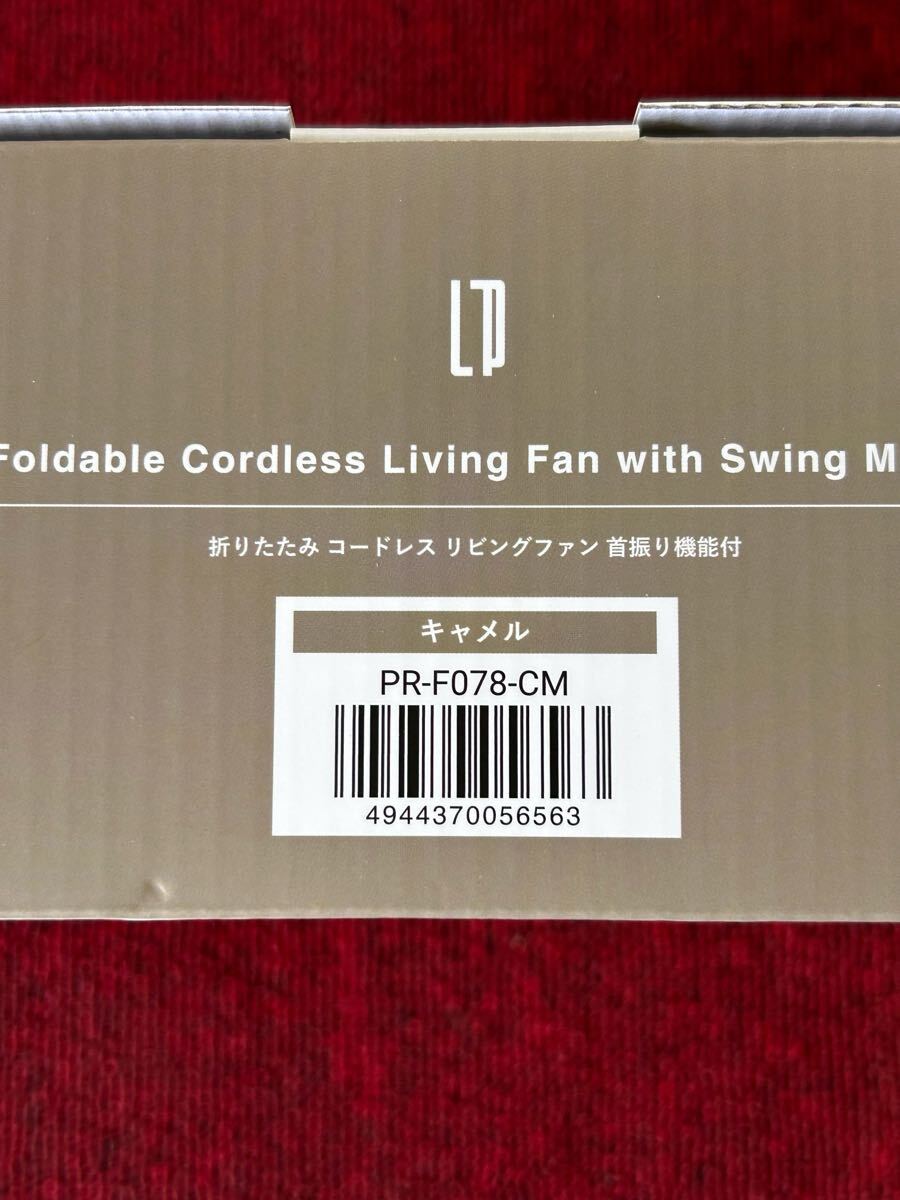 Foldable Cordless Living Fan with Swing M
折りたたみ コードレス リビングファン 首振り機能付
キャメル
PR-F078-CM
4944370056563